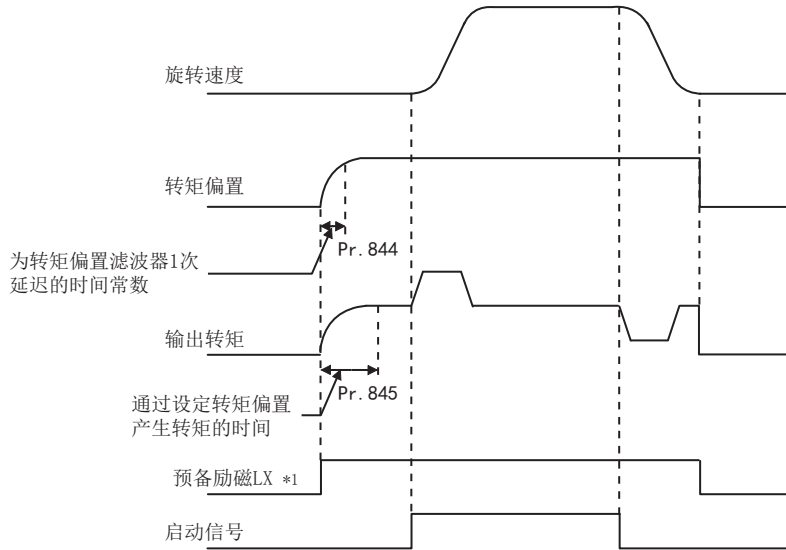 旋转速度
转矩偏置
Pr.844
为转矩偏置滤波器1次
延迟的时间常数
输出转矩
Pr.845
通过设定转矩偏置
产生转矩的时间
预备励磁LX *1
启动信号